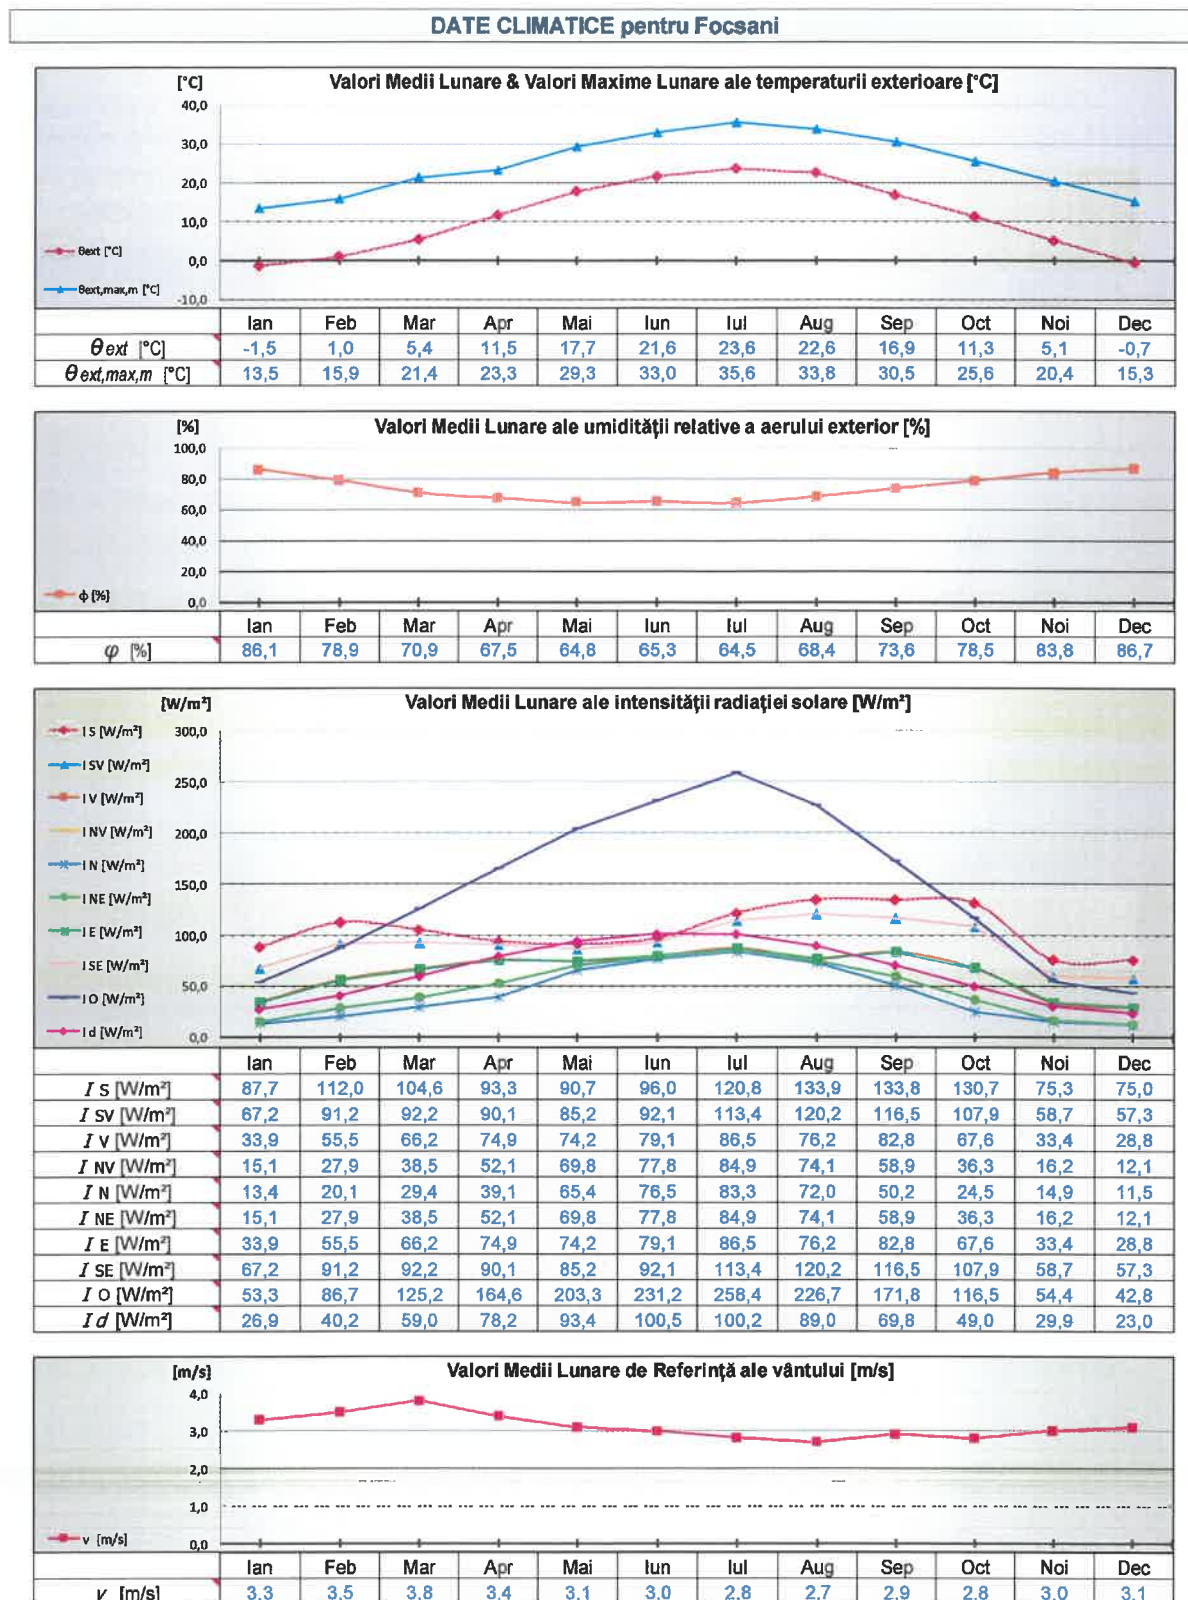 DATE CLIMATICE pentru Focsani
[°C] Valori Medii Lunare & Valori Maxime Lunare ale temperaturii exterioare [°C]
40,0
30,0
20,0
10,0
0,0
-10,0
θext [°C]
θext,max,m [°C]
Ian Feb Mar Apr Mai Iun Iul Aug Sep Oct Noi Dec
θ ext [°C] -1,5 1,0 5,4 11,5 17,7 21,6 23,6 22,6 16,9 11,3 5,1 -0,7
θ ext,max,m [°C] 13,5 15,9 21,4 23,3 29,3 33,0 35,6 33,8 30,5 25,6 20,4 15,3
[%] Valori Medii Lunare ale umidității relative a aerului exterior [%]
100,0
80,0
60,0
40,0
20,0
0,0
ϕ [%]
Ian Feb Mar Apr Mai Iun Iul Aug Sep Oct Noi Dec
φ [%] 86,1 78,9 70,9 67,5 64,8 65,3 64,5 68,4 73,6 78,5 83,8 86,7
[W/m²] Valori Medii Lunare ale intensității radiației solare [W/m²]
300,0
250,0
200,0
150,0
100,0
50,0
0,0
I S [W/m²]
I SV [W/m²]
I V [W/m²]
I NV [W/m²]
I N [W/m²]
I NE [W/m²]
I E [W/m²]
I SE [W/m²]
I O [W/m²]
I d [W/m²]
Ian Feb Mar Apr Mai Iun Iul Aug Sep Oct Noi Dec
I S [W/m²] 87,7 112,0 104,6 93,3 90,7 96,0 120,8 133,9 133,8 130,7 75,3 75,0
I SV [W/m²] 67,2 91,2 92,2 90,1 85,2 92,1 113,4 120,2 116,5 107,9 58,7 57,3
I V [W/m²] 33,9 55,5 66,2 74,9 74,2 79,1 86,5 76,2 82,8 67,6 33,4 28,8
I NV [W/m²] 15,1 27,9 38,5 52,1 69,8 77,8 84,9 74,1 58,9 36,3 16,2 12,1
I N [W/m²] 13,4 20,1 29,4 39,1 65,4 76,5 83,3 72,0 50,2 24,5 14,9 11,5
I NE [W/m²] 15,1 27,9 38,5 52,1 69,8 77,8 84,9 74,1 58,9 36,3 16,2 12,1
I E [W/m²] 33,9 55,5 66,2 74,9 74,2 79,1 86,5 76,2 82,8 67,6 33,4 28,8
I SE [W/m²] 67,2 91,2 92,2 90,1 85,2 92,1 113,4 120,2 116,5 107,9 58,7 57,3
I O [W/m²] 53,3 86,7 125,2 164,6 203,3 231,2 258,4 226,7 171,8 116,5 54,4 42,8
I d [W/m²] 26,9 40,2 59,0 78,2 93,4 100,5 100,2 89,0 69,8 49,0 29,9 23,0
[m/s] Valori Medii Lunare de Referință ale vântului [m/s]
4,0
3,0
2,0
1,0
0,0
v [m/s]
Ian Feb Mar Apr Mai Iun Iul Aug Sep Oct Noi Dec
v [m/s] 3,3 3,5 3,8 3,4 3,1 3,0 2,8 2,7 2,9 2,8 3,0 3,1